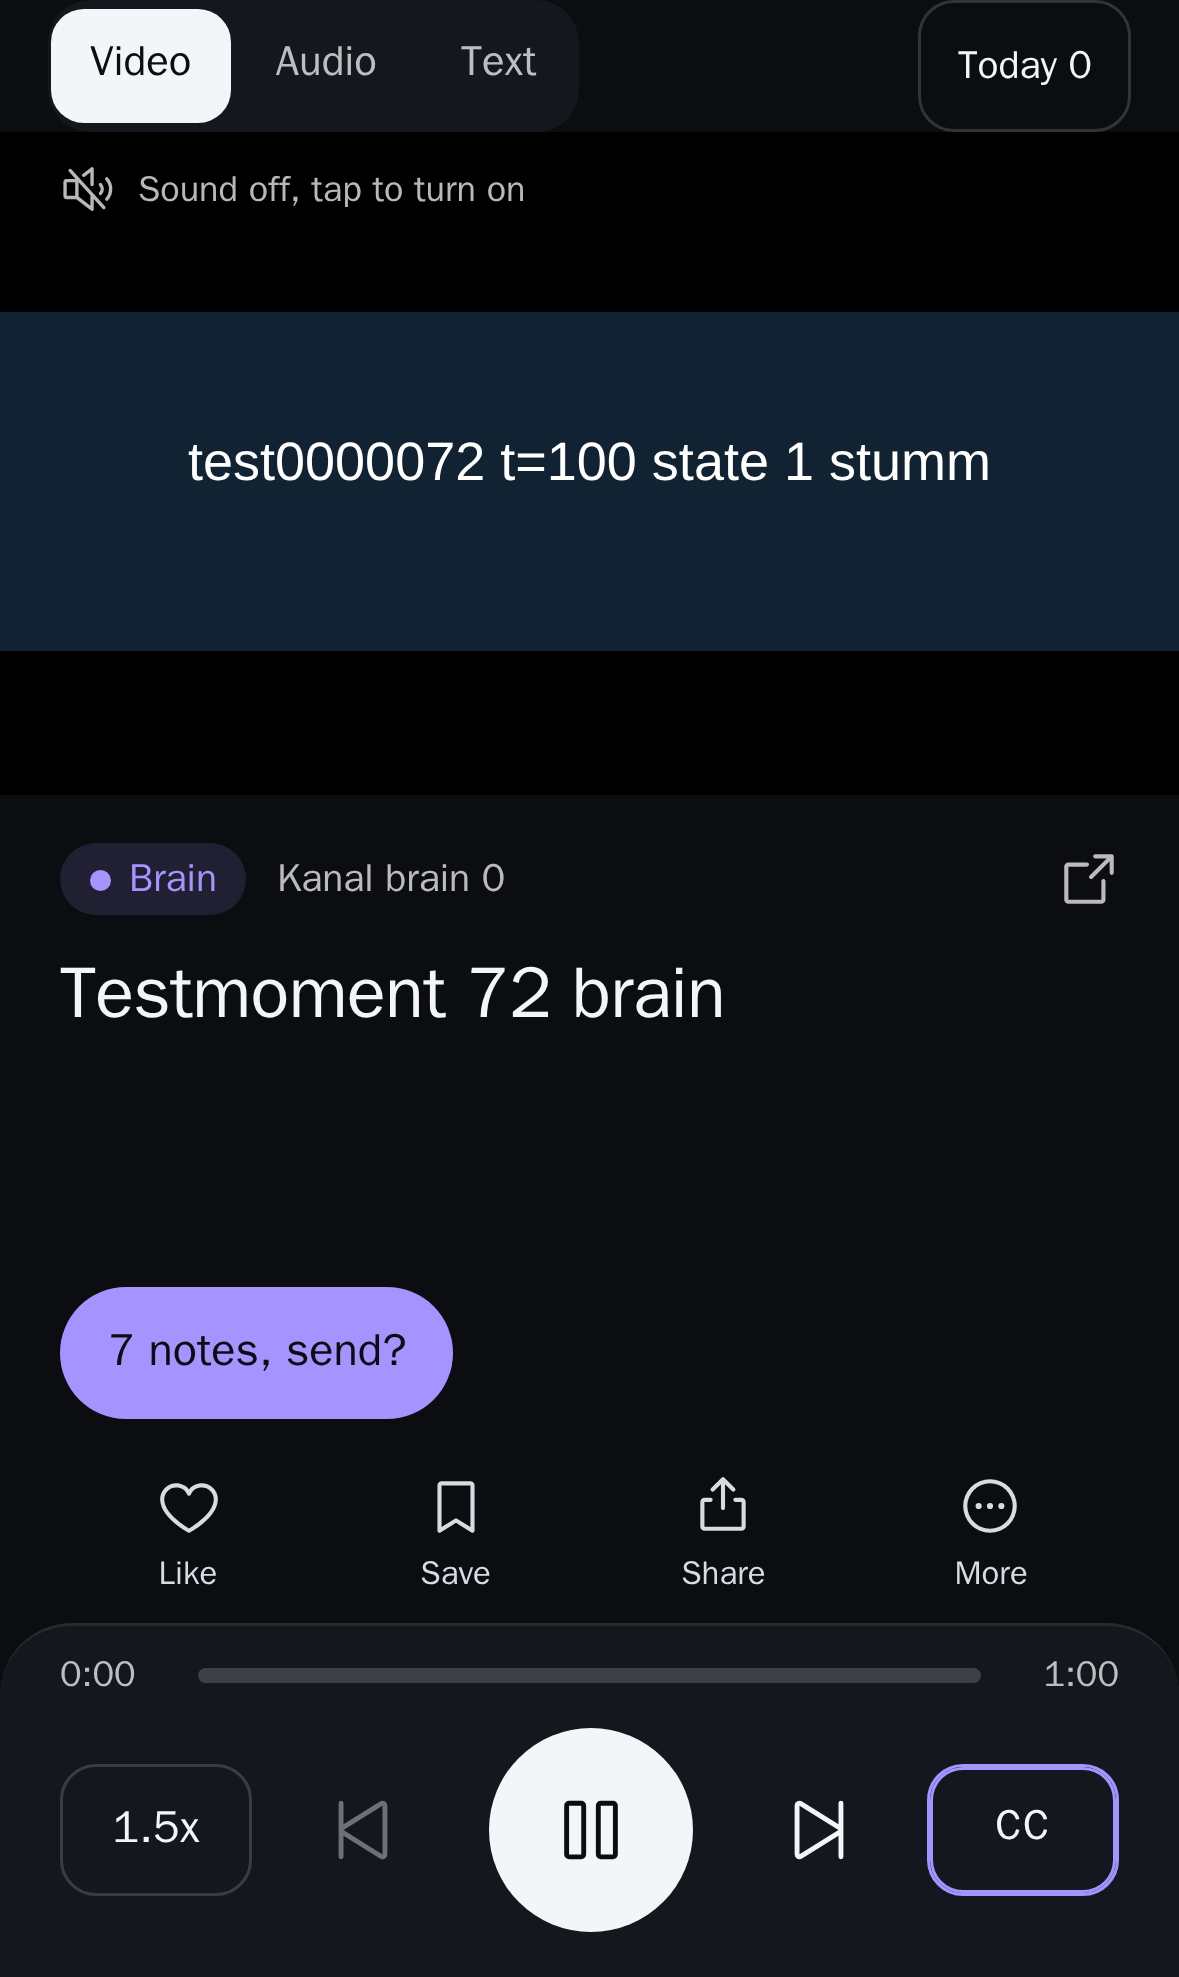 Video Audio Text Today 0
Sound off, tap to turn on
test0000072 t=100 state 1 stumm
Brain Kanal brain 0
Testmoment 72 brain
7 notes, send?
Like Save Share More
0:00 1:00
1.5x CC